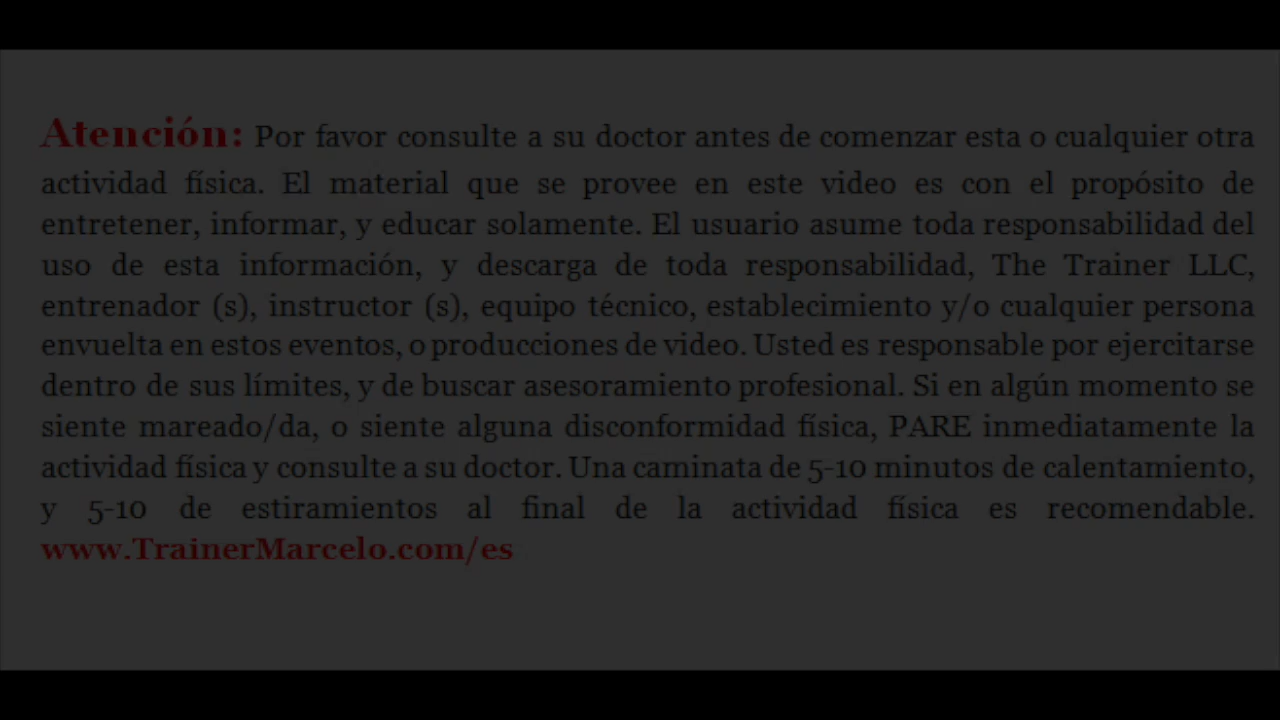 Atención: Por favor consulte a su doctor antes de comenzar esta o cualquier otra
actividad física. El material que se provee en este video es con el propósito de
entretener, informar, y educar solamente. El usuario asume toda responsabilidad del
uso de esta información, y descarga de toda responsabilidad, The Trainer LLC,
entrenador (s), instructor (s), equipo técnico, establecimiento y/o cualquier persona
envuelta en estos eventos, o producciones de video. Usted es responsable por ejercitarse
dentro de sus límites, y de buscar asesoramiento profesional. Si en algún momento se
siente mareado/da, o siente alguna disconformidad física, PARE inmediatamente la
actividad física y consulte a su doctor. Una caminata de 5-10 minutos de calentamiento,
y 5-10 de estiramientos al final de la actividad física es recomendable.
www.TrainerMarcelo.com/es